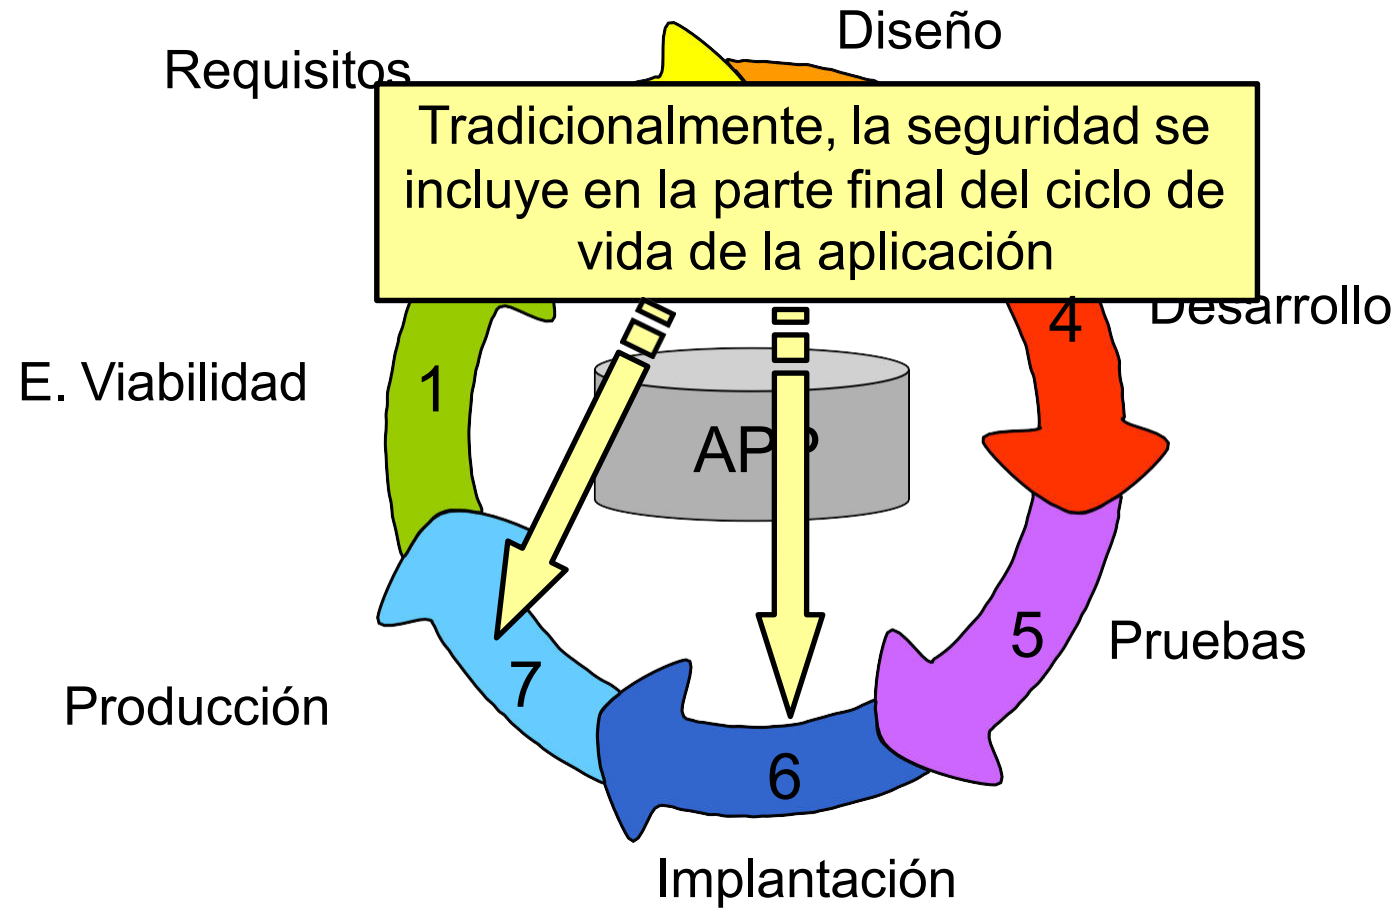 Diseño
Requisitos
Tradicionalmente, la seguridad se
incluye en la parte final del ciclo de
vida de la aplicación
Desarrollo
4
E. Viabilidad
1
APP
5
Pruebas
7
Producción
6
Implantación